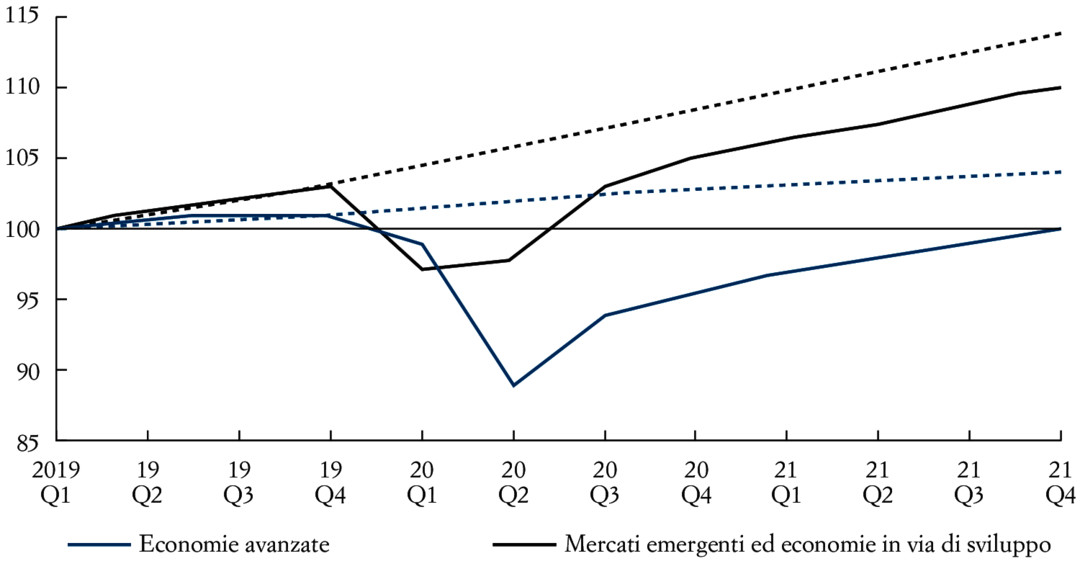 115
110
105
100
95
90
85
2019 19 19 19 20 20 20 20 21 21 21 21
Q1 Q2 Q3 Q4 Q1 Q2 Q3 Q4 Q1 Q2 Q3 Q4
Economie avanzate Mercati emergenti ed economie in via di sviluppo